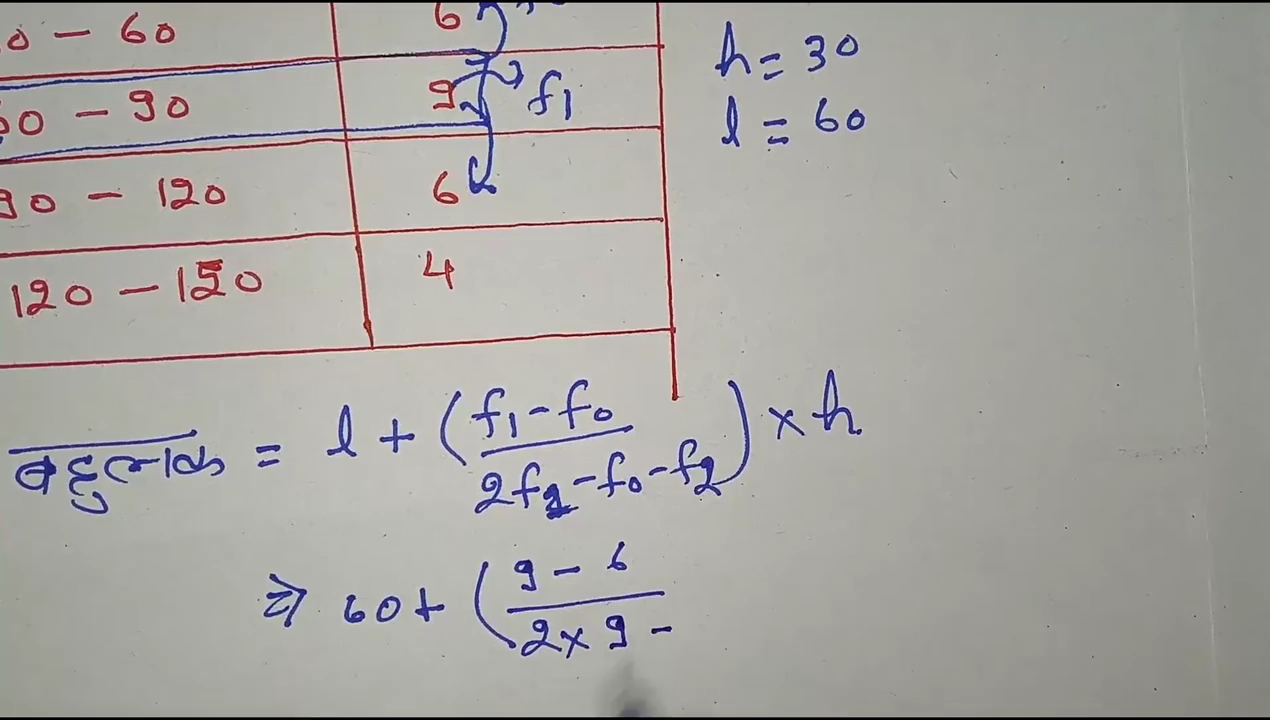 0 - 60 6
60 - 90 9 f1
90 - 120 6
120 - 150 4
h = 30
l = 60
बहुलक = l + (f1 - f0 / 2f1 - f0 - f2) × h
⇒ 60 + (9 - 6 / 2 × 9 -